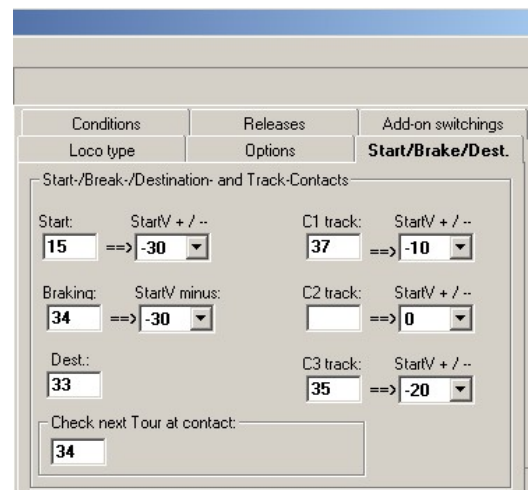 Conditions Releases Add-on switchings
Loco type Options Start/Brake/Dest.
Start-/Break-/Destination- and Track-Contacts
Start: StartV + / -- C1 track: StartV + / --
15 ==> -30 37 ==> -10
Braking: StartV minus: C2 track: StartV + / --
34 ==> -30 ==> 0
Dest.: C3 track: StartV + / --
33 35 ==> -20
Check next Tour at contact:
34